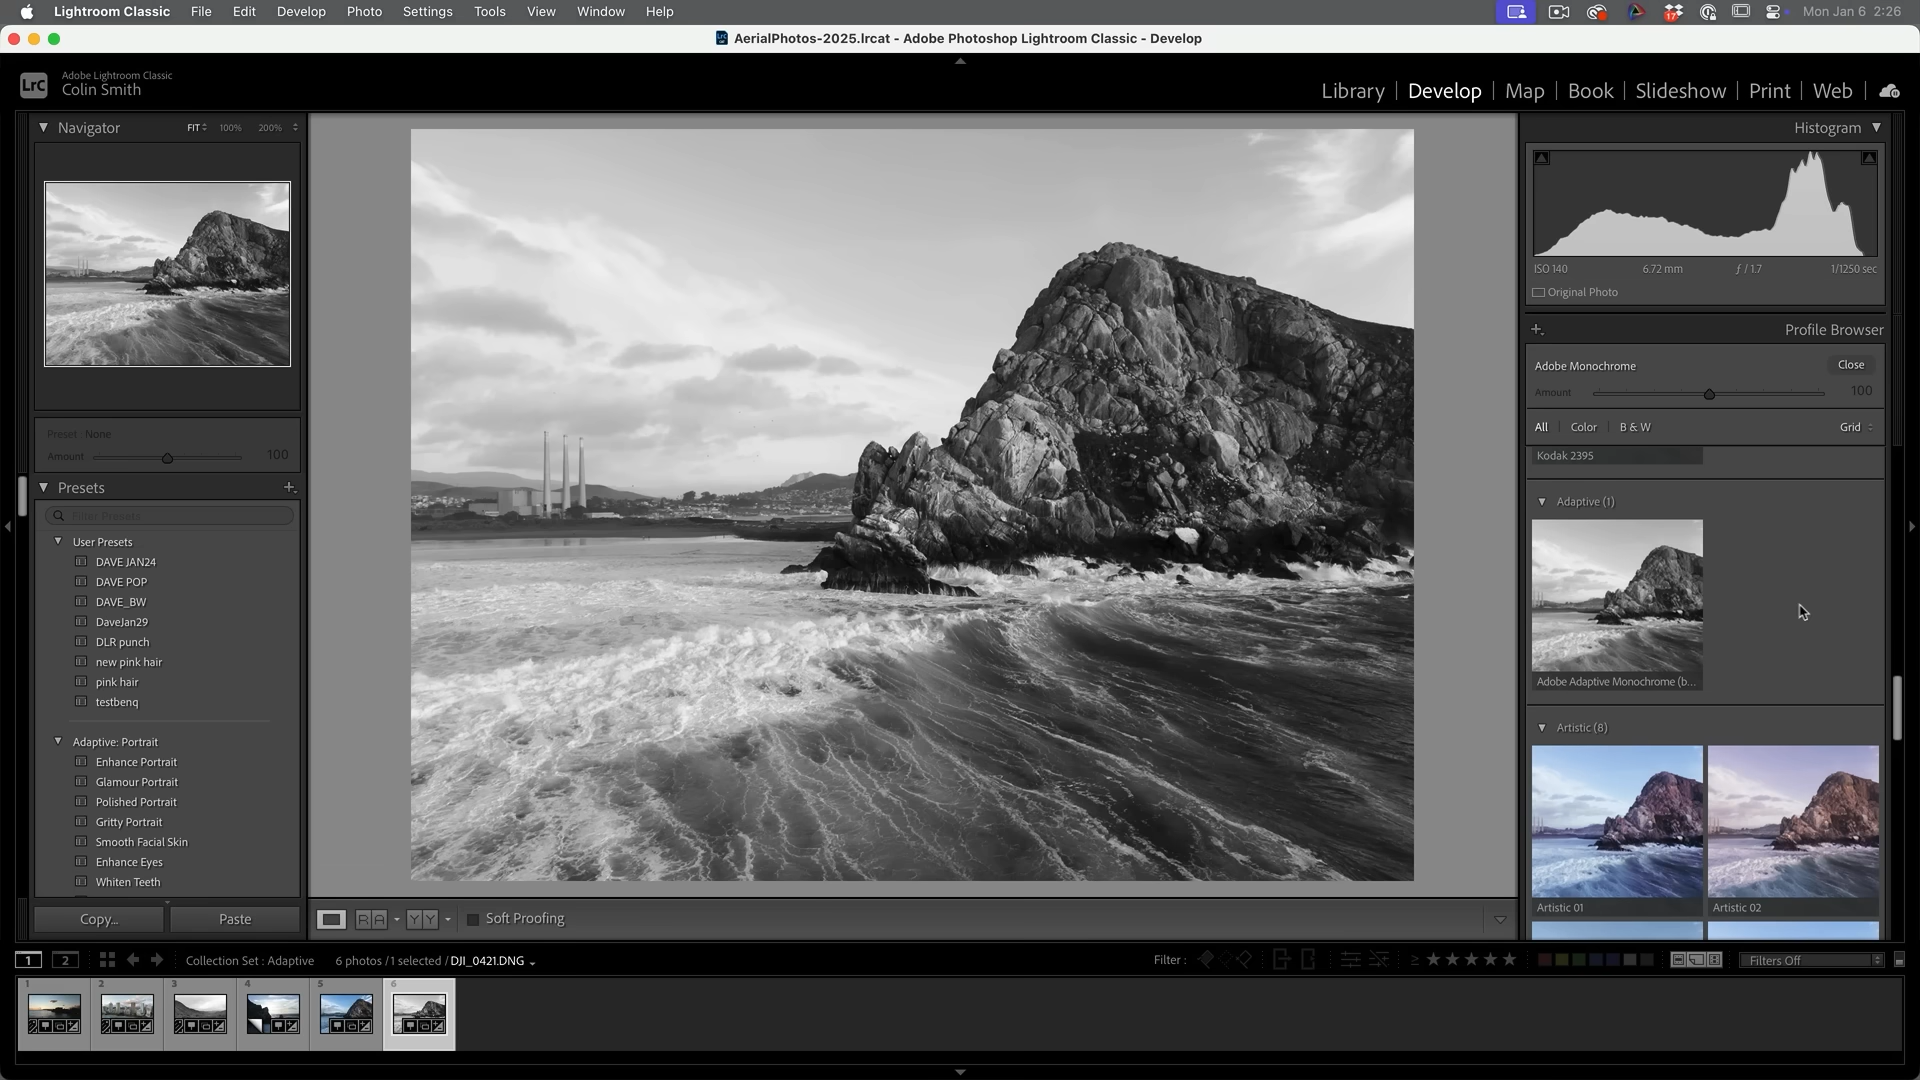 Lightroom Classic File Edit Develop Photo Settings Tools View Window Help
17
Mon Jan 6 2:26
LrC
AerialPhotos-2025.lrcat - Adobe Photoshop Lightroom Classic - Develop
LrC
Adobe Lightroom Classic
Colin Smith
Library | Develop | Map | Book | Slideshow | Print | Web |
Navigator FIT 100% 200%
Preset : None
Amount 100
Presets
Filter Presets
User Presets
DAVE JAN24
DAVE POP
DAVE_BW
DaveJan29
DLR punch
new pink hair
pink hair
testbenq
Adaptive: Portrait
Enhance Portrait
Glamour Portrait
Polished Portrait
Gritty Portrait
Smooth Facial Skin
Enhance Eyes
Whiten Teeth
Copy... Paste
R A Y Y Soft Proofing
Histogram
ISO 140 6.72 mm ƒ / 1.7 1/1250 sec
Original Photo
Profile Browser
Adobe Monochrome Close
Amount 100
All | Color | B & W Grid
Kodak 2395
Adaptive (1)
Adobe Adaptive Monochrome (b...
Artistic (8)
Artistic 01 Artistic 02
1 2 Collection Set : Adaptive 6 photos / 1 selected / DJI_0421.DNG Filter : ≥ ★★★★★ Filters Off
1 2 3 4 5 6